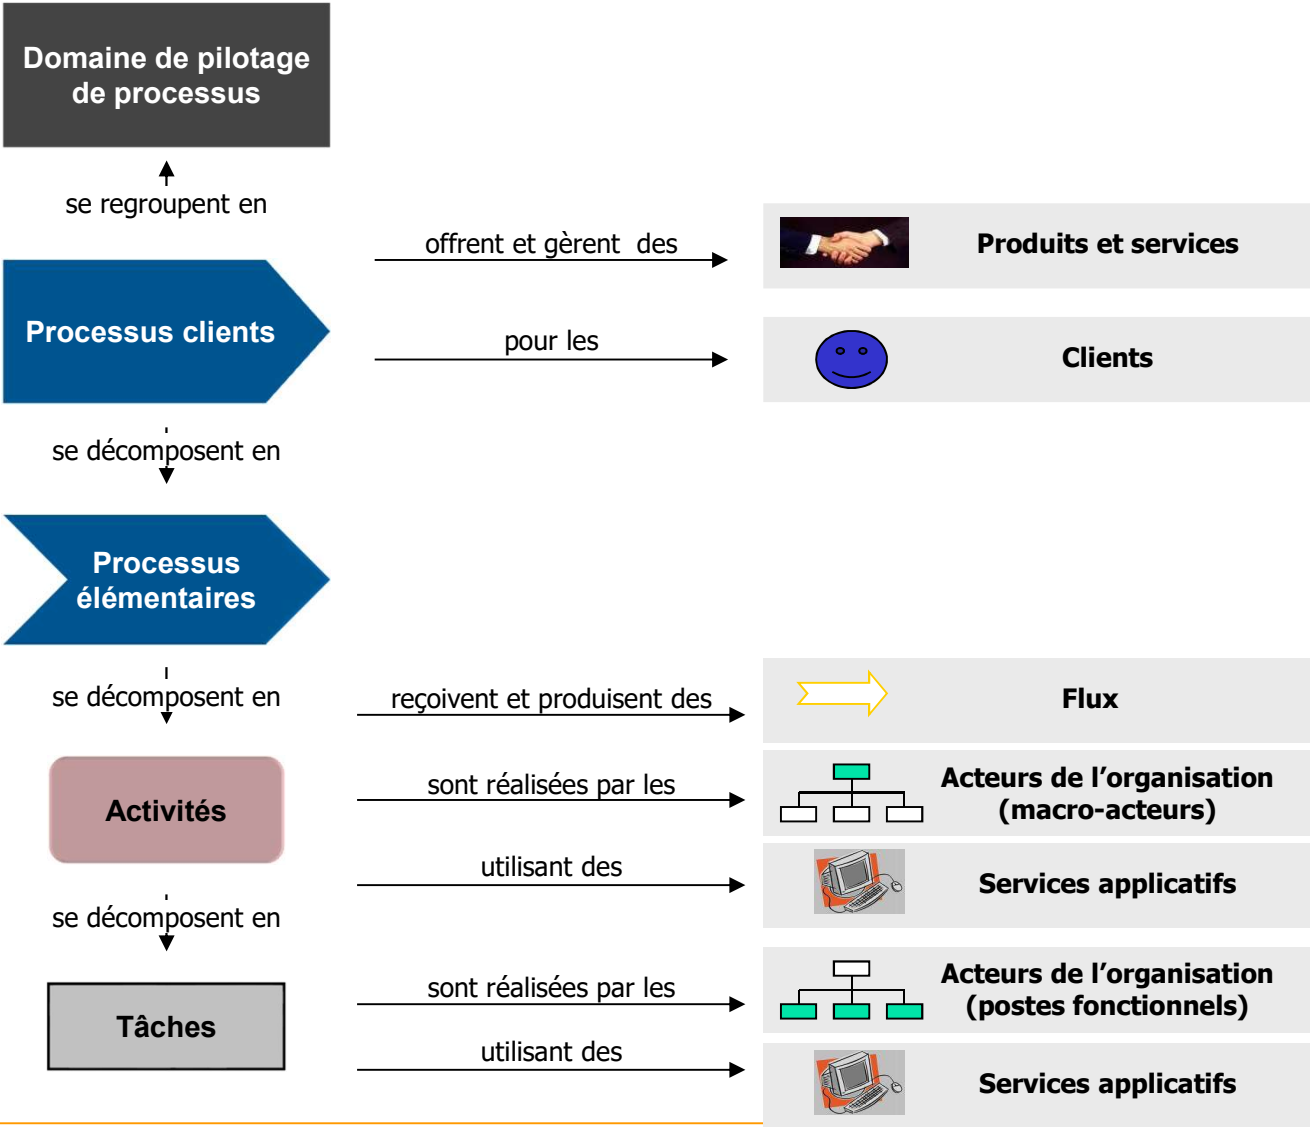 Domaine de pilotage
de processus
se regroupent en
offrent et gèrent des
Produits et services
Processus clients
pour les
Clients
se décomposent en
Processus
élémentaires
se décomposent en
reçoivent et produisent des
Flux
Activités
sont réalisées par les
Acteurs de l’organisation
(macro-acteurs)
utilisant des
Services applicatifs
se décomposent en
Tâches
sont réalisées par les
Acteurs de l’organisation
(postes fonctionnels)
utilisant des
Services applicatifs